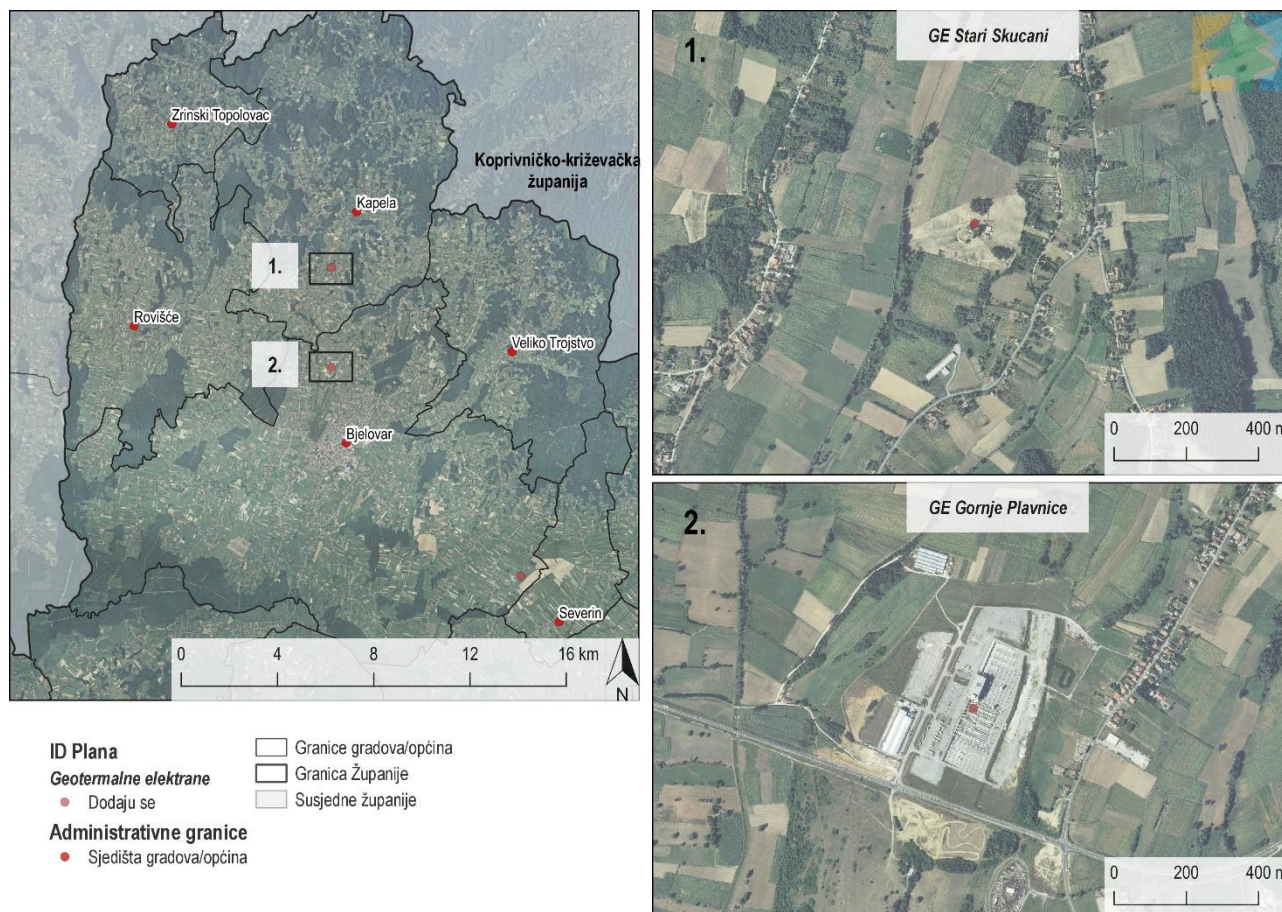 Zrinski Topolovac
Koprivničko-križevačka
županija
Kapela
1.
Rovišće
Veliko Trojstvo
2.
Bjelovar
Severin
0 4 8 12 16 km
N
1.
GE Stari Skucani
0 200 400 m
2.
GE Gornje Plavnice
0 200 400 m
ID Plana
Geotermalne elektrane
Dodaju se
Administrativne granice
Sjedišta gradova/općina
Granice gradova/općina
Granica Županije
Susjedne županije